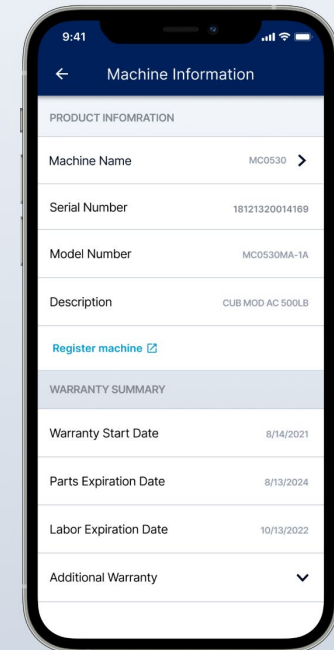 9:41
Machine Information
PRODUCT INFOMRATION
Machine Name MC0530
Serial Number 18121320014169
Model Number MC0530MA-1A
Description CUB MOD AC 500LB
Register machine
WARRANTY SUMMARY
Warranty Start Date 8/14/2021
Parts Expiration Date 8/13/2024
Labor Expiration Date 10/13/2022
Additional Warranty